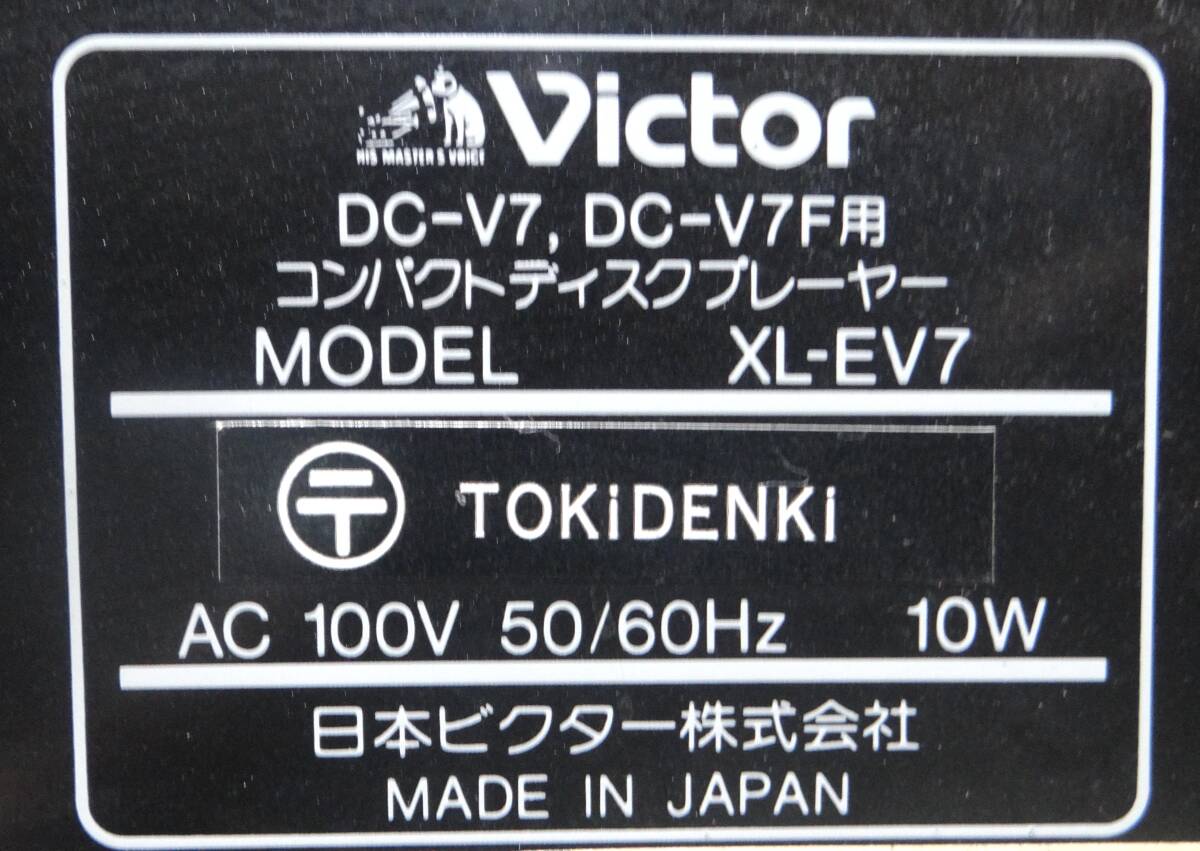 Victor
HIS MASTER'S VOICE
DC-V7, DC-V7F用
コンパクトディスクプレーヤー
MODEL XL-EV7
〒 TOKiDENKi
AC 100V 50/60Hz 10W
日本ビクター株式会社
MADE IN JAPAN